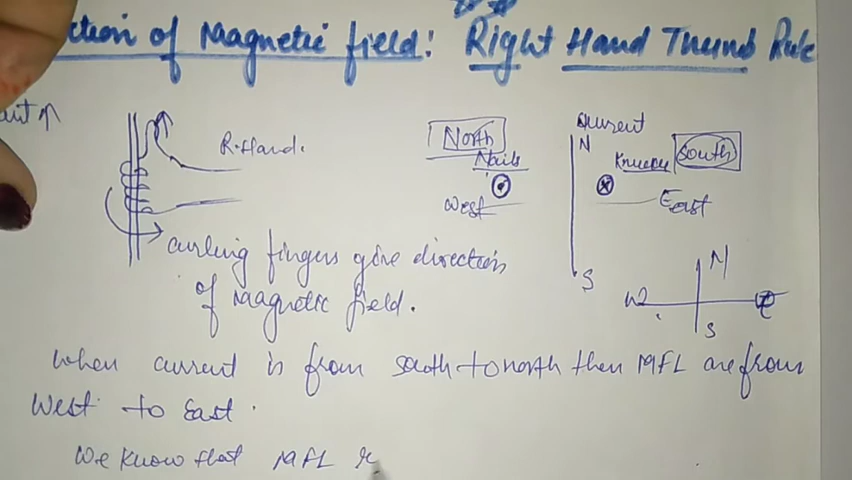 ction of Magnetic field: Right Hand Thumb Rule
R.Hand.
North
Nails
West
Current
N
S
Knuckles
South
East
N
W
E
S
curling fingers give direction
of Magnetic field.
When current is from south to north then MFL are from
West to East.
We know that MFL